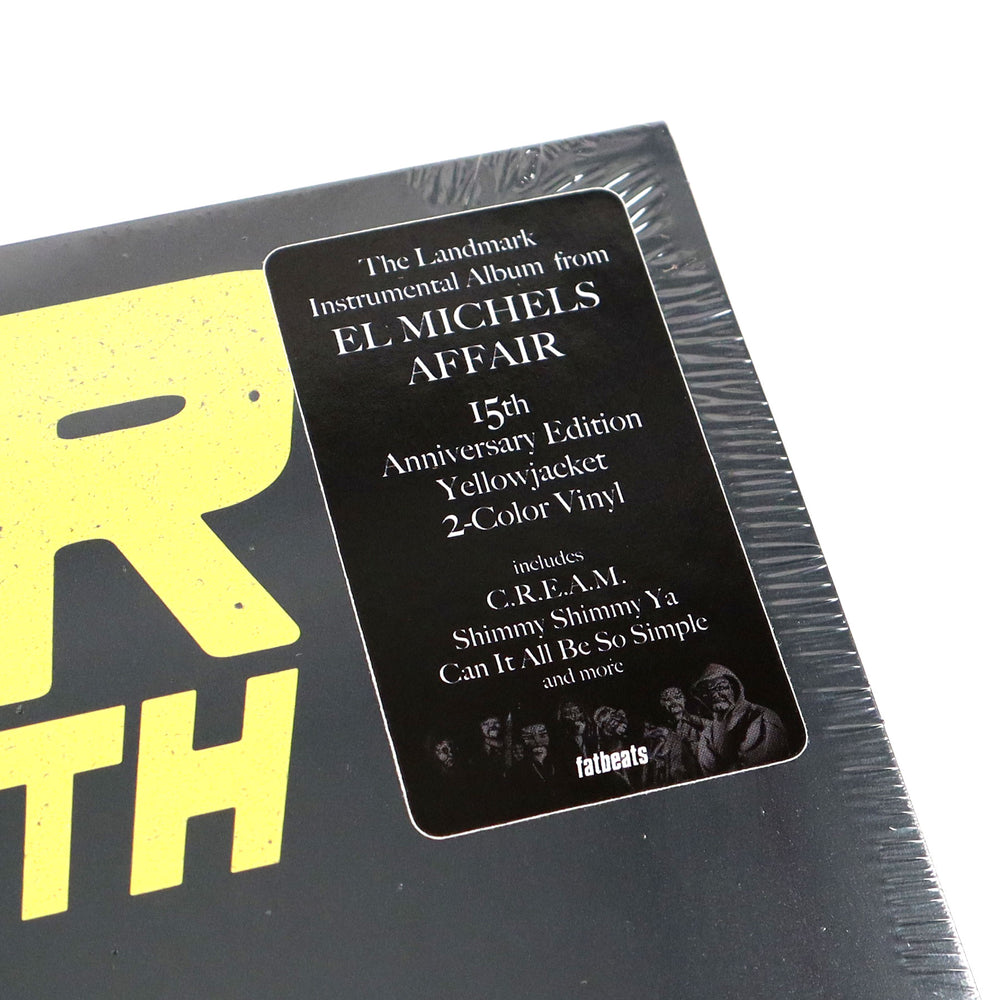 R
TH
The Landmark
Instrumental Album from
EL MICHELS
AFFAIR
15th
Anniversary Edition
Yellowjacket
2-Color Vinyl
includes
C.R.E.A.M.
Shimmy Shimmy Ya
Can It All Be So Simple
and more
fatbeats